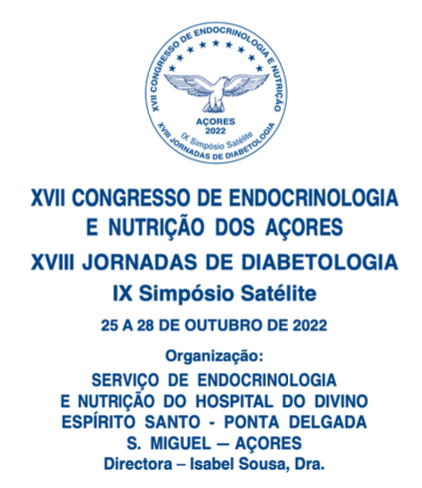 XVII CONGRESSO DE ENDOCRINOLOGIA E NUTRIÇÃO
AÇORES
2022
IX Simpósio Satélite
XVIII JORNADAS DE DIABETOLOGIA
XVII CONGRESSO DE ENDOCRINOLOGIA
E NUTRIÇÃO DOS AÇORES
XVIII JORNADAS DE DIABETOLOGIA
IX Simpósio Satélite
25 A 28 DE OUTUBRO DE 2022
Organização:
SERVIÇO DE ENDOCRINOLOGIA
E NUTRIÇÃO DO HOSPITAL DO DIVINO
ESPÍRITO SANTO - PONTA DELGADA
S. MIGUEL — AÇORES
Directora – Isabel Sousa, Dra.